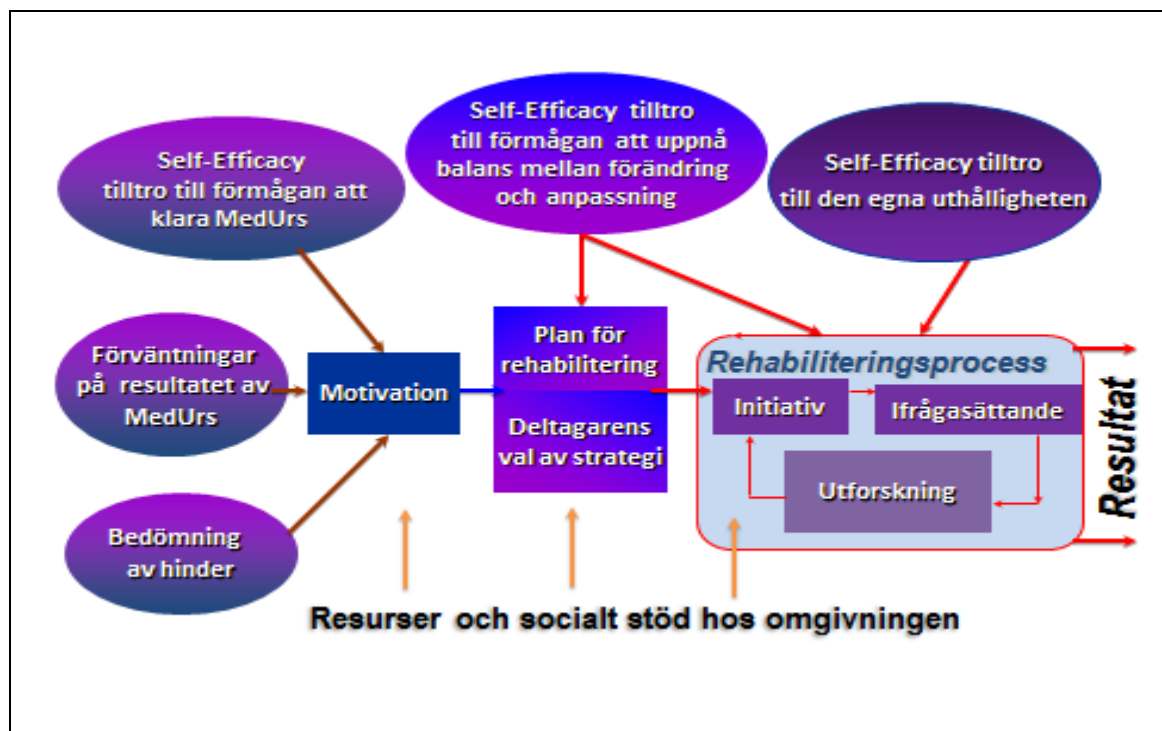 Self-Efficacy
tilltro till förmågan att
klara MedUrs
Self-Efficacy tilltro
till förmågan att uppnå
balans mellan förändring
och anpassning
Self-Efficacy tilltro
till den egna uthålligheten
Förväntningar
på resultatet av
MedUrs
Bedömning
av hinder
Motivation
Plan för
rehabilitering
Deltagarens
val av strategi
Rehabiliteringsprocess
Initiativ
Ifrågasättande
Utforskning
Resultat
Resurser och socialt stöd hos omgivningen